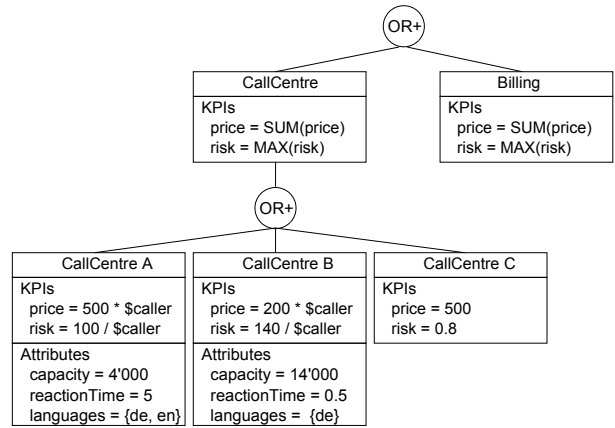 OR+
CallCentre
KPIs
price = SUM(price)
risk = MAX(risk)
Billing
KPIs
price = SUM(price)
risk = MAX(risk)
OR+
CallCentre A
KPIs
price = 500 * $caller
risk = 100 / $caller
Attributes
capacity = 4'000
reactionTime = 5
languages = {de, en}
CallCentre B
KPIs
price = 200 * $caller
risk = 140 / $caller
Attributes
capacity = 14'000
reactionTime = 0.5
languages = {de}
CallCentre C
KPIs
price = 500
risk = 0.8